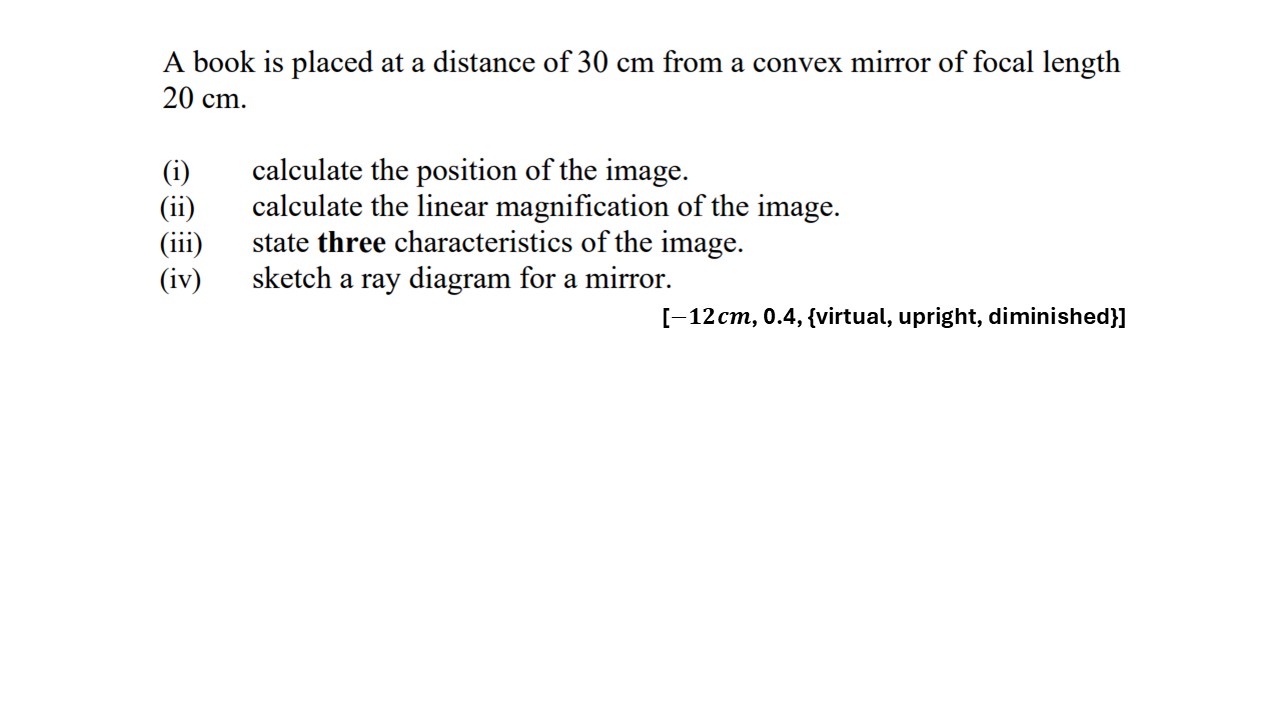 A book is placed at a distance of 30 cm from a convex mirror of focal length
20 cm.
(i) calculate the position of the image.
(ii) calculate the linear magnification of the image.
(iii) state three characteristics of the image.
(iv) sketch a ray diagram for a mirror.
[−12cm, 0.4, {virtual, upright, diminished}]